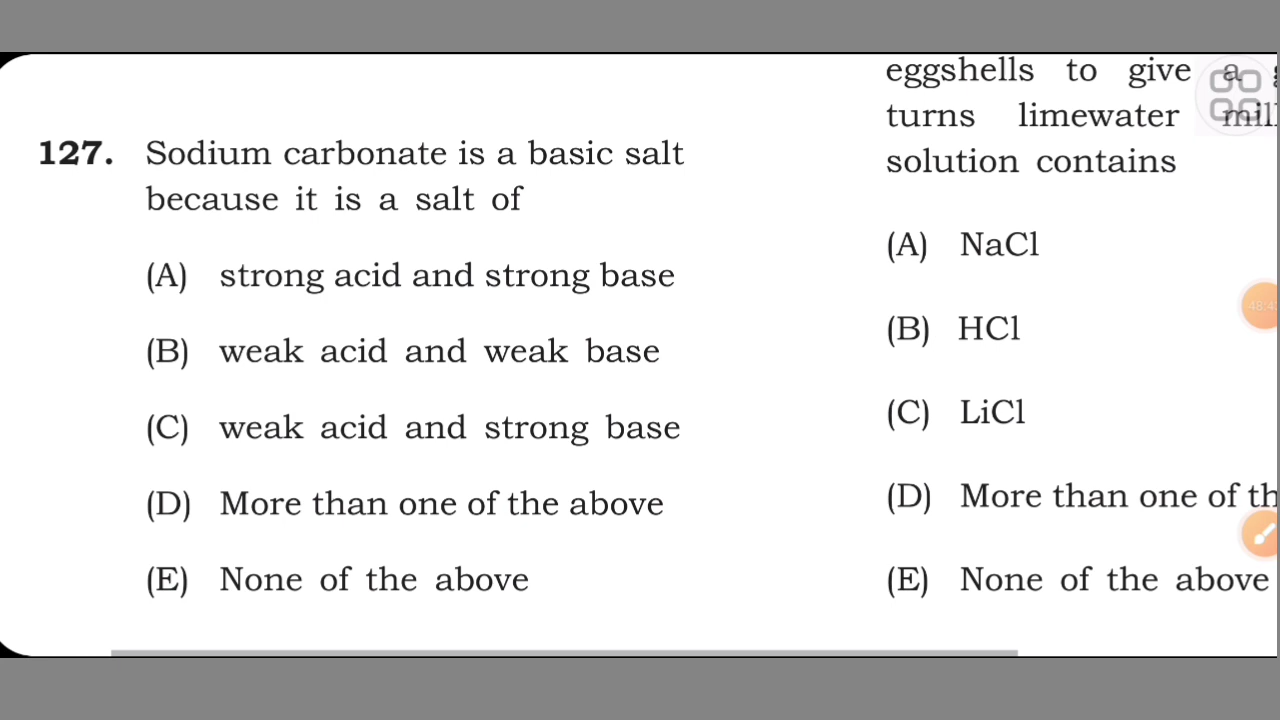 127. Sodium carbonate is a basic salt
because it is a salt of
(A) strong acid and strong base
(B) weak acid and weak base
(C) weak acid and strong base
(D) More than one of the above
(E) None of the above
eggshells to give a
turns limewater
solution contains
(A) NaCl
(B) HCl
(C) LiCl
(D) More than one of
(E) None of the above